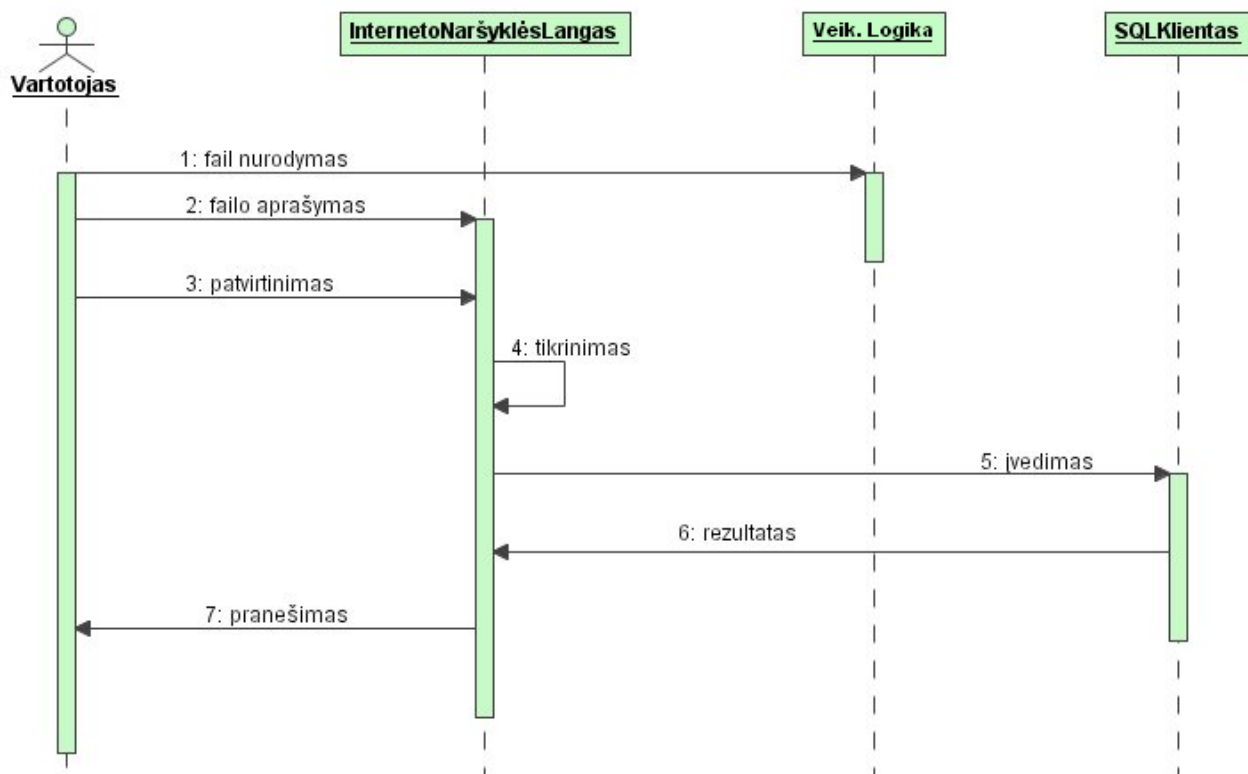 InternetoNaršyklėsLangas
Veik. Logika
SQLKlientas
Vartotojas
1: fail nurodymas
2: failo aprašymas
3: patvirtinimas
4: tikrinimas
5: įvedimas
6: rezultatas
7: pranešimas